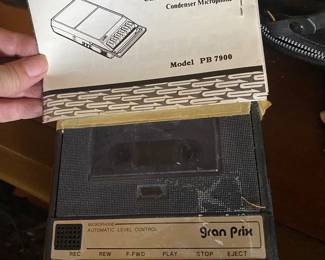 Condenser Microphone
Model PB 7900
MICROPHONE
AUTOMATIC LEVEL CONTROL
gran prix
REC REW F-FWD PLAY STOP EJECT